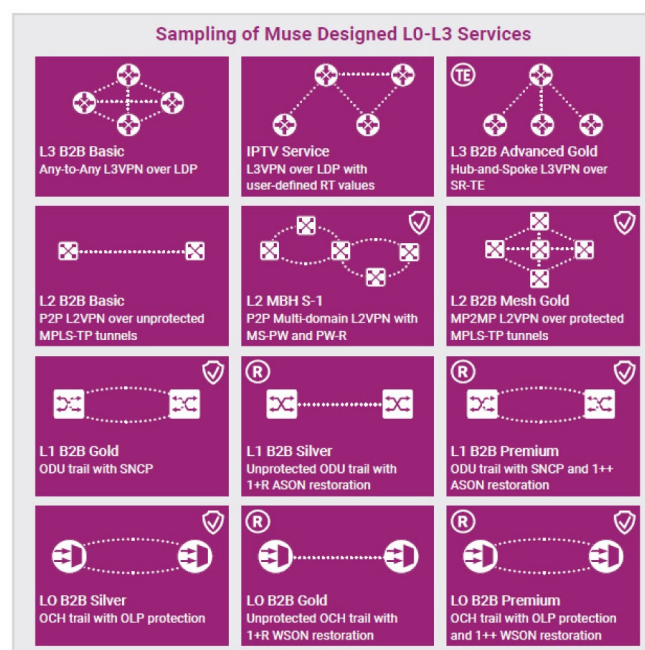 Sampling of Muse Designed L0-L3 Services
L3 B2B Basic
Any-to-Any L3VPN over LDP
IPTV Service
L3VPN over LDP with
user-defined RT values
TE
L3 B2B Advanced Gold
Hub-and-Spoke L3VPN over
SR-TE
L2 B2B Basic
P2P L2VPN over unprotected
MPLS-TP tunnels
L2 MBH S-1
P2P Multi-domain L2VPN with
MS-PW and PW-R
L2 B2B Mesh Gold
MP2MP L2VPN over protected
MPLS-TP tunnels
L1 B2B Gold
ODU trail with SNCP
R
L1 B2B Silver
Unprotected ODU trail with
1+R ASON restoration
R
L1 B2B Premium
ODU trail with SNCP and 1++
ASON restoration
LO B2B Silver
OCH trail with OLP protection
R
LO B2B Gold
Unprotected OCH trail with
1+R WSON restoration
R
LO B2B Premium
OCH trail with OLP protection
and 1++ WSON restoration